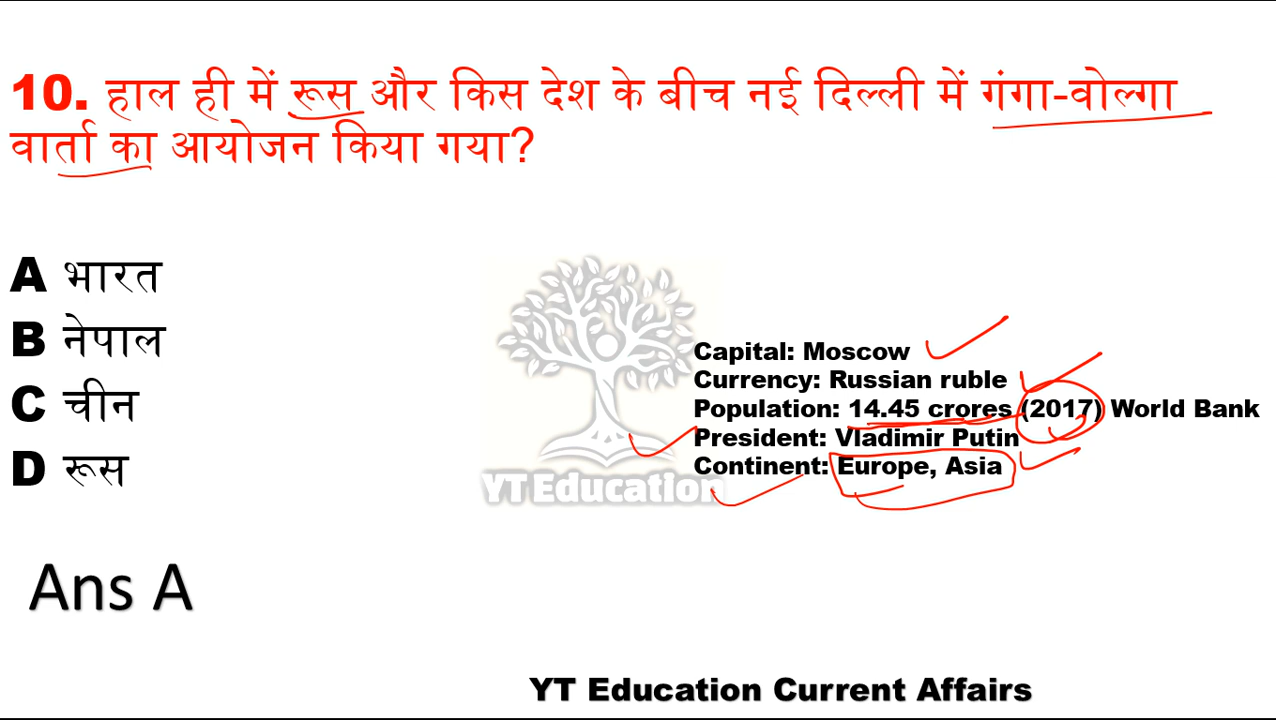 10. हाल ही में रूस और किस देश के बीच नई दिल्ली में गंगा-वोल्गा
वार्ता का आयोजन किया गया?
A भारत
B नेपाल
C चीन
D रूस
Capital: Moscow
Currency: Russian ruble
Population: 14.45 crores (2017) World Bank
President: Vladimir Putin
Continent: Europe, Asia
YT Education
Ans A
YT Education Current Affairs